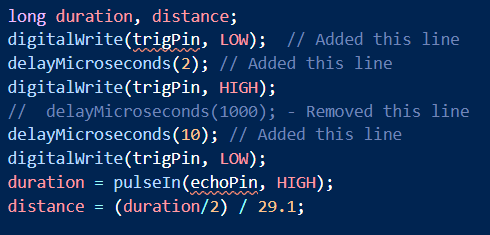 long duration, distance;
digitalWrite(trigPin, LOW);  // Added this line
delayMicroseconds(2); // Added this line
digitalWrite(trigPin, HIGH);
//  delayMicroseconds(1000); - Removed this line
delayMicroseconds(10); // Added this line
digitalWrite(trigPin, LOW);
duration = pulseIn(echoPin, HIGH);
distance = (duration/2) / 29.1;